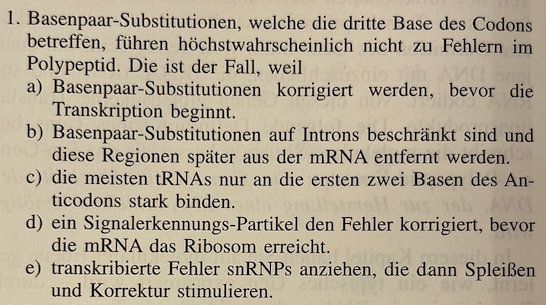 1. Basenpaar-Substitutionen, welche die dritte Base des Codons
betreffen, führen höchstwahrscheinlich nicht zu Fehlern im
Polypeptid. Die ist der Fall, weil
a) Basenpaar-Substitutionen korrigiert werden, bevor die
Transkription beginnt.
b) Basenpaar-Substitutionen auf Introns beschränkt sind und
diese Regionen später aus der mRNA entfernt werden.
c) die meisten tRNAs nur an die ersten zwei Basen des An-
ticodons stark binden.
d) ein Signalerkennungs-Partikel den Fehler korrigiert, bevor
die mRNA das Ribosom erreicht.
e) transkribierte Fehler snRNPs anziehen, die dann Spleißen
und Korrektur stimulieren.